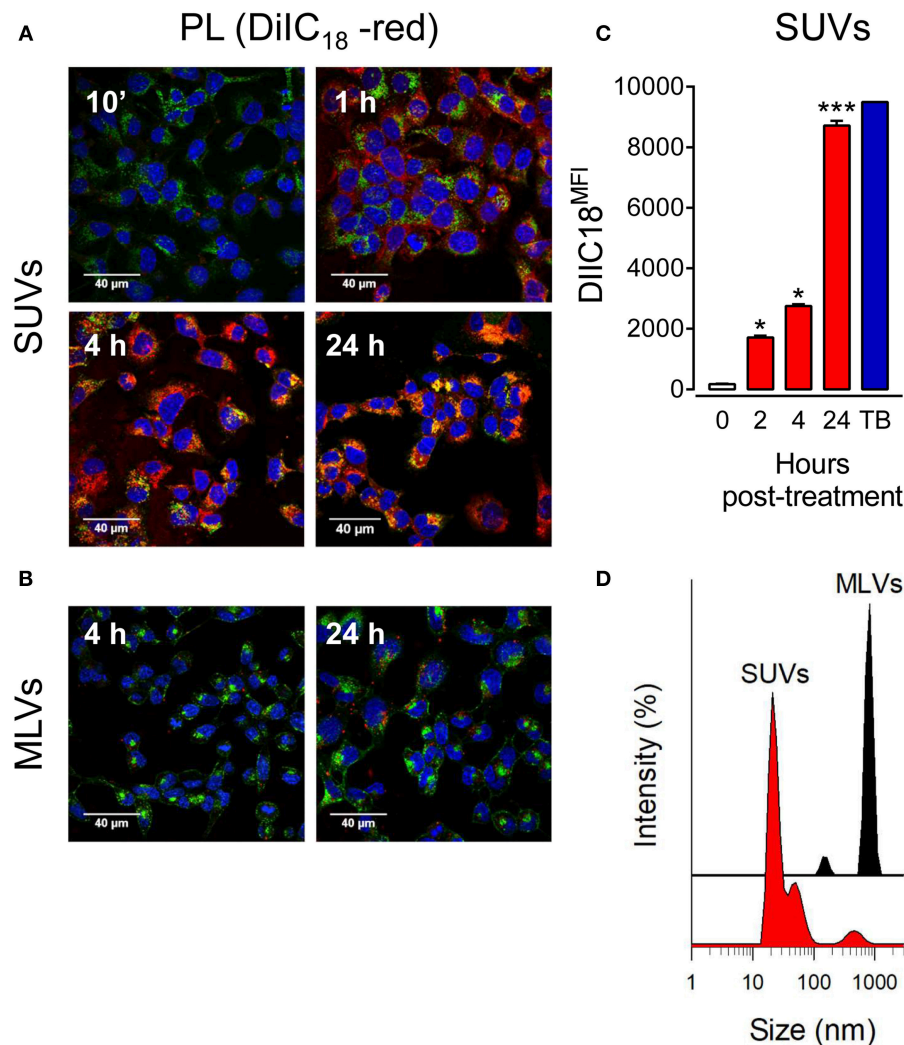 A
PL (DiIC18 -red)
SUVs
10'
40 µm
1 h
40 µm
4 h
40 µm
24 h
40 µm
B
MLVs
4 h
40 µm
24 h
40 µm
C
SUVs
DiIC18MFI
10000
8000
6000
4000
2000
0
*
*
***
0 2 4 24 TB
Hours
post-treatment
D
MLVs
SUVs
Intensity (%)
1 10 100 1000
Size (nm)